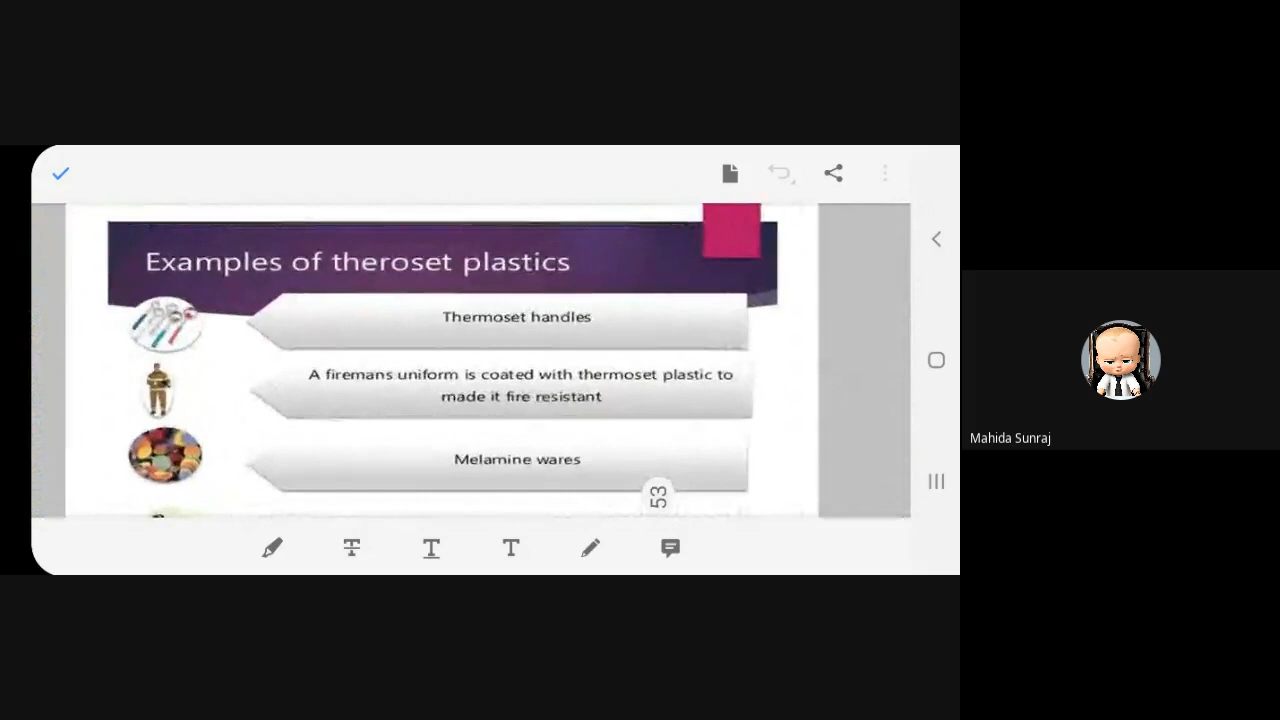 Examples of theroset plastics
Thermoset handles
A firemans uniform is coated with thermoset plastic to
made it fire resistant
Melamine wares
53
T
T
T
Mahida Sunraj